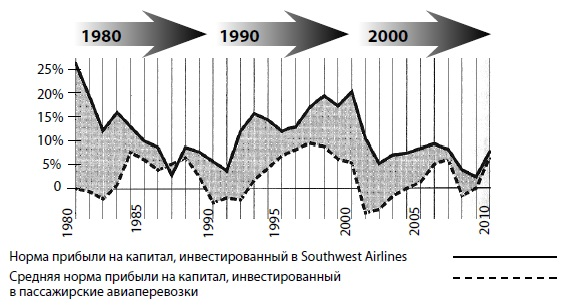 1980 1990 2000
25%
20%
15%
10%
5%
0
1980 1985 1990 1995 2000 2005 2010
Норма прибыли на капитал, инвестированный в Southwest Airlines
Средняя норма прибыли на капитал, инвестированный
в пассажирские авиаперевозки